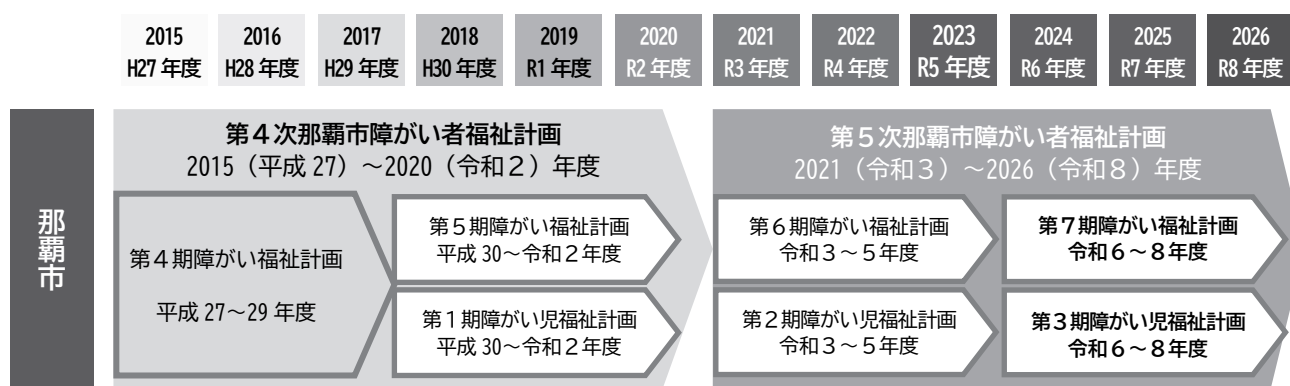 2015 2016 2017 2018 2019 2020 2021 2022 2023 2024 2025 2026
H27 年度 H28 年度 H29 年度 H30 年度 R1 年度 R2 年度 R3 年度 R4 年度 R5 年度 R6 年度 R7 年度 R8 年度
那覇市
第４次那覇市障がい者福祉計画
2015（平成 27）～2020（令和２）年度
第４期障がい福祉計画
平成 27～29 年度
第５期障がい福祉計画
平成 30～令和２年度
第１期障がい児福祉計画
平成 30～令和２年度
第５次那覇市障がい者福祉計画
2021（令和３）～2026（令和８）年度
第６期障がい福祉計画
令和３～５年度
第２期障がい児福祉計画
令和３～５年度
第７期障がい福祉計画
令和６～８年度
第３期障がい児福祉計画
令和６～８年度